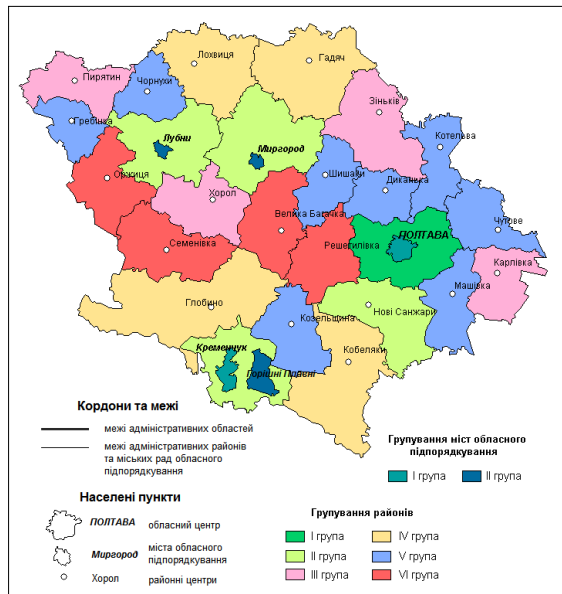 Лохвиця
Гадяч
Пирятин
Чорнухи
Зіньків
Гребінка
Лубни
Миргород
Котельва
Оржиця
Шишаки
Диканька
Хорол
Велика Багачка
ПОЛТАВА
Чутове
Семенівка
Решетилівка
Карлівка
Машівка
Глобино
Нові Санжари
Козельщина
Кременчук
Кобеляки
Горішні Плавні
Кордони та межі
межі адміністративних областей
межі адміністративних районів
та міських рад обласного
підпорядкування
Населені пункти
ПОЛТАВА
обласний центр
Миргород
міста обласного
підпорядкування
Хорол
районні центри
Групування міст обласного
підпорядкування
I група
II група
Групування районів
I група
IV група
II група
V група
III група
VI група